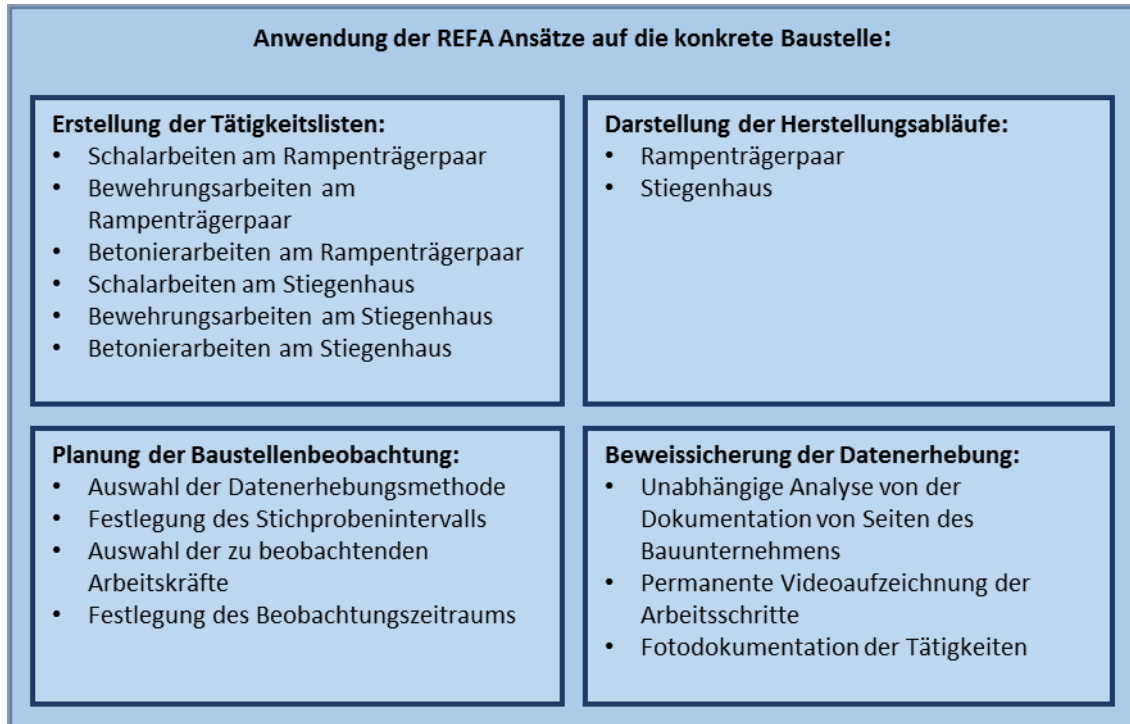 Anwendung der REFA Ansätze auf die konkrete Baustelle:
Erstellung der Tätigkeitslisten:
• Schalarbeiten am Rampenträgerpaar
• Bewehrungsarbeiten am
Rampenträgerpaar
• Betonierarbeiten am Rampenträgerpaar
• Schalarbeiten am Stiegenhaus
• Bewehrungsarbeiten am Stiegenhaus
• Betonierarbeiten am Stiegenhaus
Darstellung der Herstellungsabläufe:
• Rampenträgerpaar
• Stiegenhaus
Planung der Baustellenbeobachtung:
• Auswahl der Datenerhebungsmethode
• Festlegung des Stichprobenintervalls
• Auswahl der zu beobachtenden
Arbeitskräfte
• Festlegung des Beobachtungszeitraums
Beweissicherung der Datenerhebung:
• Unabhängige Analyse von der
Dokumentation von Seiten des
Bauunternehmens
• Permanente Videoaufzeichnung der
Arbeitsschritte
• Fotodokumentation der Tätigkeiten